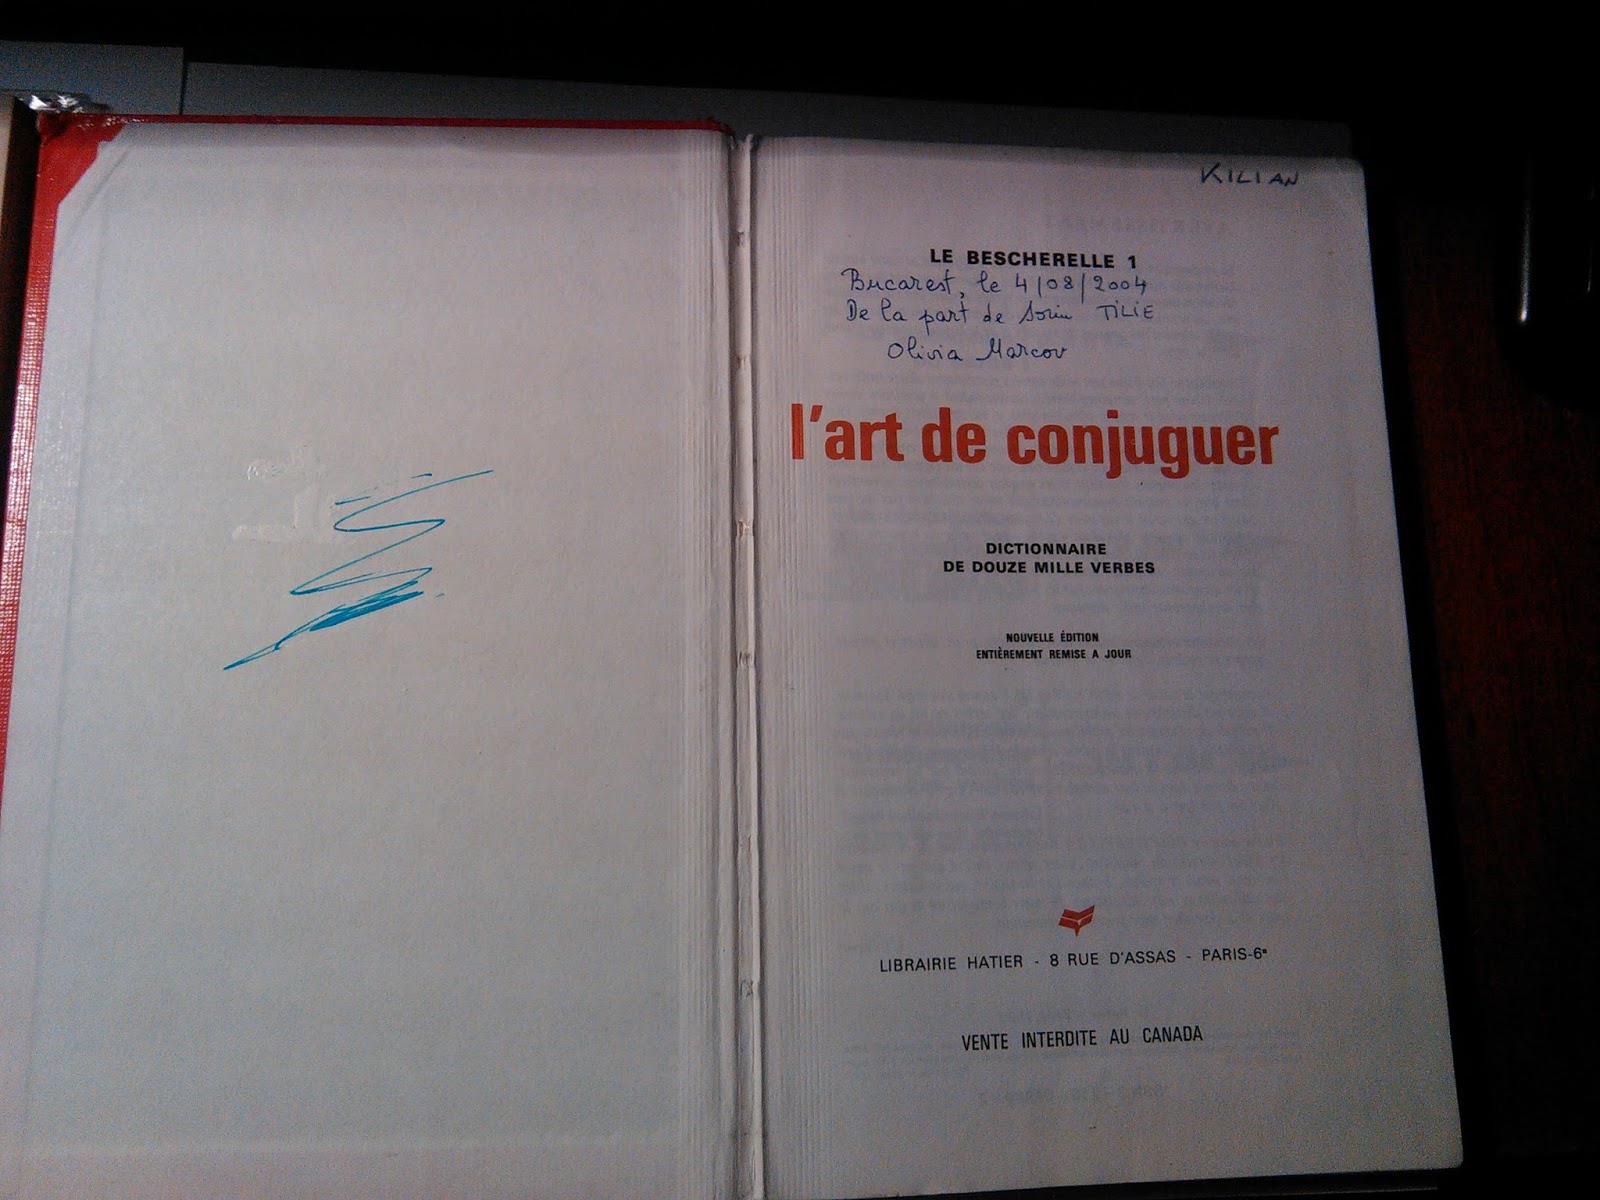 KILIAN
LE BESCHERELLE 1
Bucarest, le 4/08/2004
De la part de Sorin TILIE
Olivia Marcov
l'art de conjuguer
DICTIONNAIRE
DE DOUZE MILLE VERBES
NOUVELLE ÉDITION
ENTIÈREMENT REMISE A JOUR
LIBRAIRIE HATIER - 8 RUE D'ASSAS - PARIS-6e
VENTE INTERDITE AU CANADA